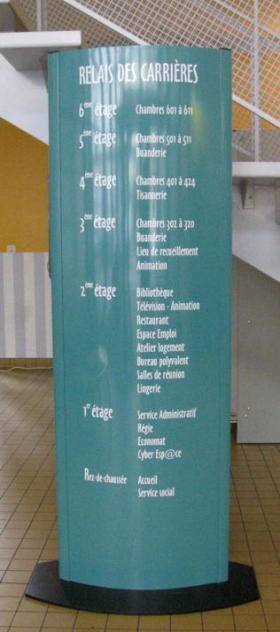 RELAIS DES CARRIÈRES
6ème étage Chambres 601 à 611
5ème étage Chambres 501 à 511
Buanderie
4ème étage Chambres 401 à 424
Tisannerie
3ème étage Chambres 302 à 320
Buanderie
Lieu de recueillement
Animation
2ème étage Bibliothèque
Télévision - Animation
Restaurant
Espace Emploi
Atelier logement
Bureau polyvalent
Salles de réunion
Lingerie
1er étage Service Administratif
Régie
Economat
Cyber Esp@ce
Rez-de-chaussée Accueil
Service social